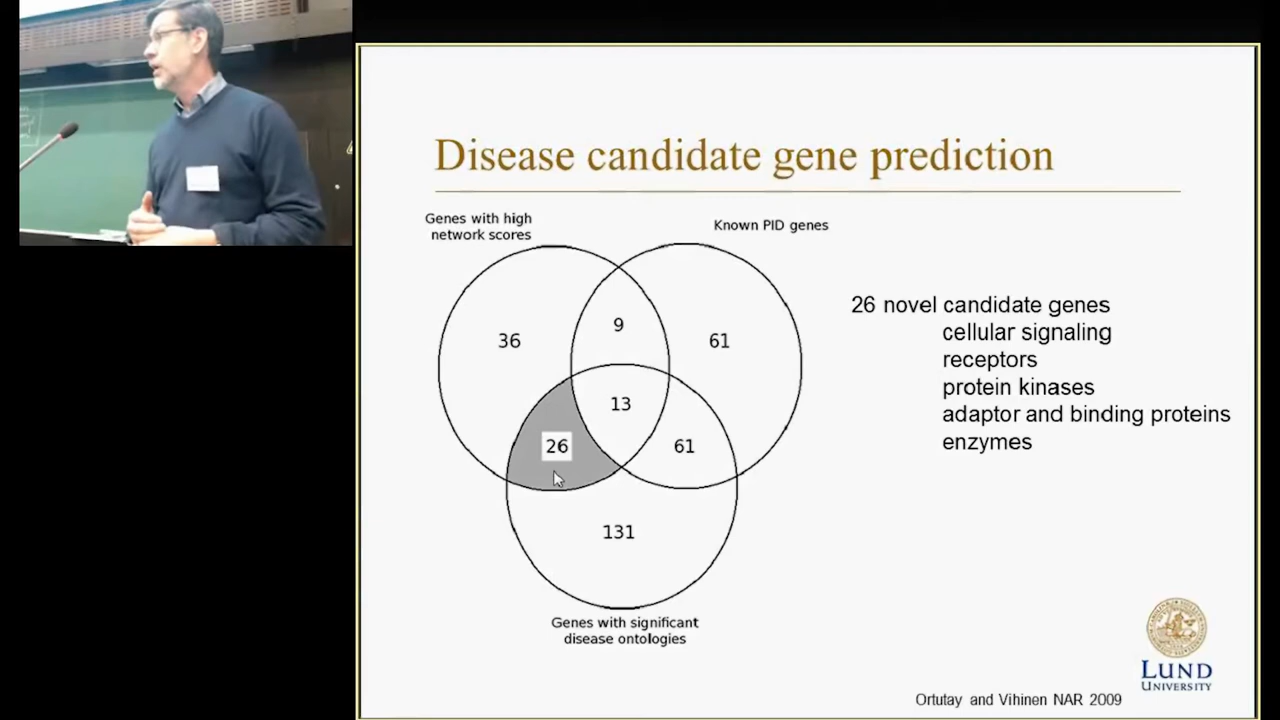 Disease candidate gene prediction
Genes with high
network scores
Known PID genes
36
9
61
13
26
61
131
Genes with significant
disease ontologies
26 novel candidate genes
cellular signaling
receptors
protein kinases
adaptor and binding proteins
enzymes
LUND
UNIVERSITY
Ortutay and Vihinen NAR 2009